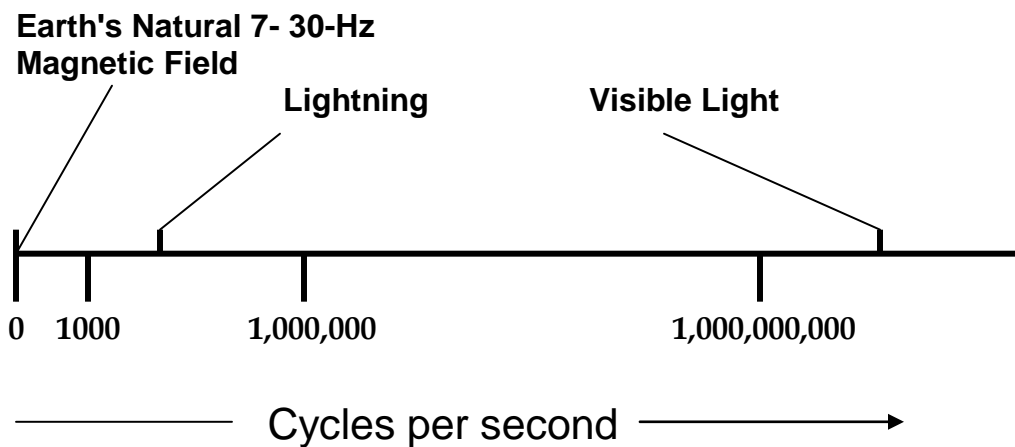 Earth's Natural 7- 30-Hz
Magnetic Field
Lightning
Visible Light
0
1000
1,000,000
1,000,000,000
Cycles per second